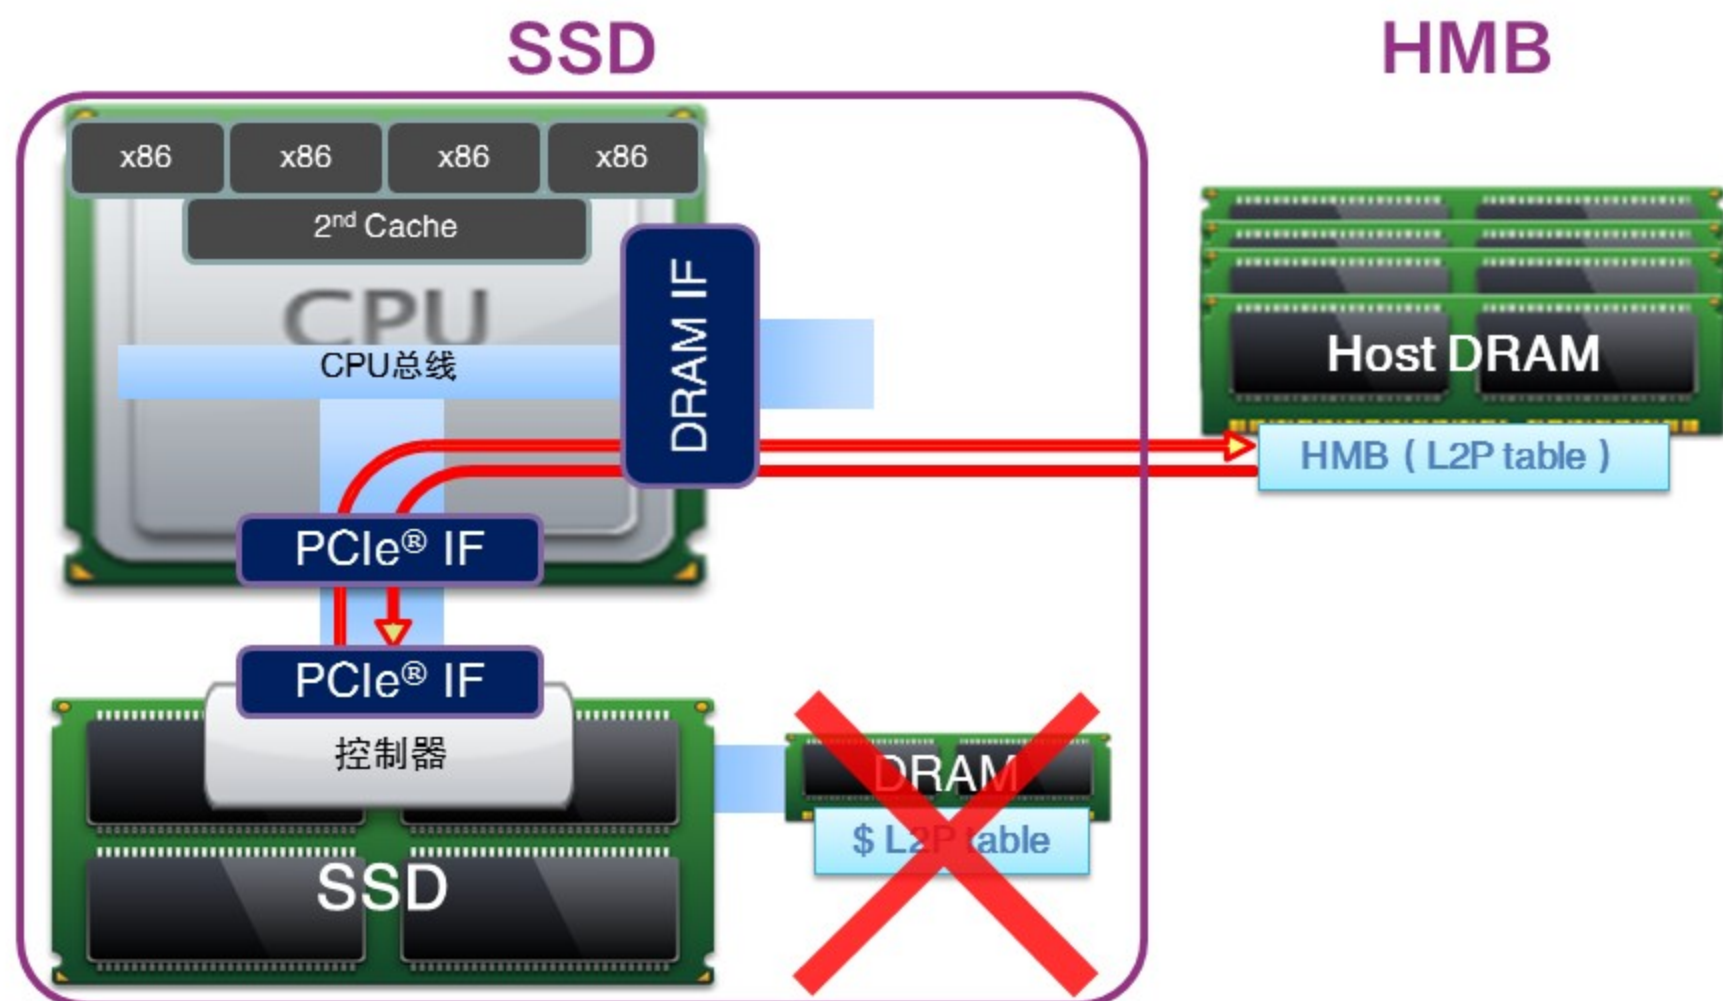 SSD
HMB
x86 x86 x86 x86
2nd Cache
CPU
CPU总线
DRAM IF
Host DRAM
HMB ( L2P table )
PCIe® IF
PCIe® IF
控制器
DRAM
$ L2P table
SSD